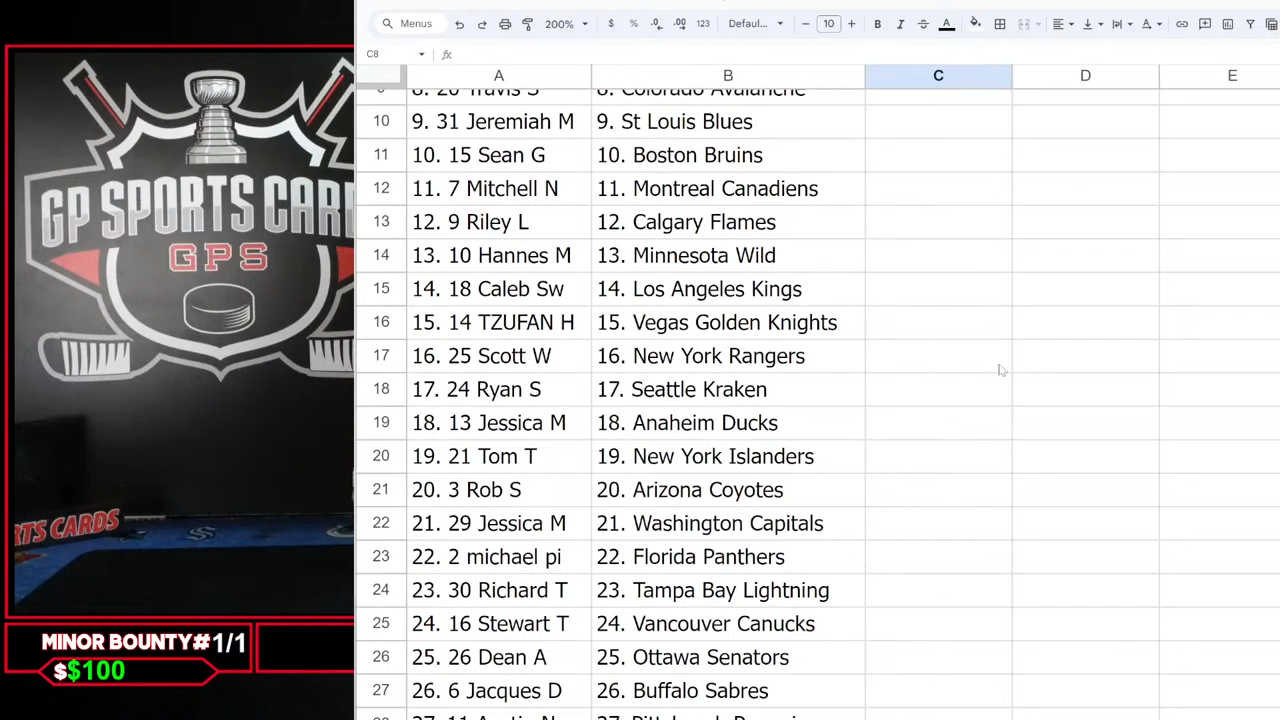 Menus
200%
$ % .0 .00 123
Defaul...
10
B I S A
C8
fx
A B C D E
8. 20 Travis S 8. Colorado Avalanche
10 9. 31 Jeremiah M 9. St Louis Blues
11 10. 15 Sean G 10. Boston Bruins
12 11. 7 Mitchell N 11. Montreal Canadiens
13 12. 9 Riley L 12. Calgary Flames
14 13. 10 Hannes M 13. Minnesota Wild
15 14. 18 Caleb Sw 14. Los Angeles Kings
16 15. 14 TZUFAN H 15. Vegas Golden Knights
17 16. 25 Scott W 16. New York Rangers
18 17. 24 Ryan S 17. Seattle Kraken
19 18. 13 Jessica M 18. Anaheim Ducks
20 19. 21 Tom T 19. New York Islanders
21 20. 3 Rob S 20. Arizona Coyotes
22 21. 29 Jessica M 21. Washington Capitals
23 22. 2 michael pi 22. Florida Panthers
24 23. 30 Richard T 23. Tampa Bay Lightning
25 24. 16 Stewart T 24. Vancouver Canucks
26 25. 26 Dean A 25. Ottawa Senators
27 26. 6 Jacques D 26. Buffalo Sabres
GP SPORTS CARD
GPS
RTS CARDS
MINOR BOUNTY# 1/1
$$100